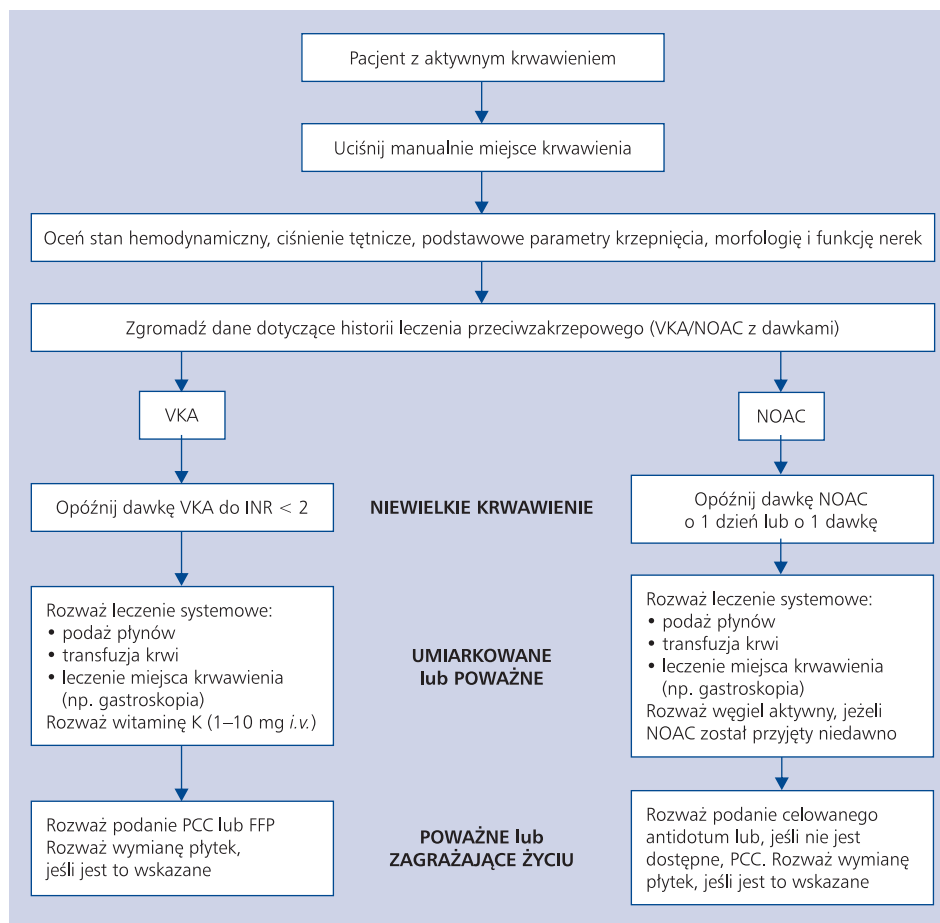 Pacjent z aktywnym krwawieniem
Uciśnij manualnie miejsce krwawienia
Oceń stan hemodynamiczny, ciśnienie tętnicze, podstawowe parametry krzepnięcia, morfologię i funkcję nerek
Zgromadź dane dotyczące historii leczenia przeciwzakrzepowego (VKA/NOAC z dawkami)
VKA
NOAC
Opóźnij dawkę VKA do INR < 2
NIEWIELKIE KRWAWIENIE
Opóźnij dawkę NOAC
o 1 dzień lub o 1 dawkę
Rozważ leczenie systemowe:
• podaż płynów
• transfuzja krwi
• leczenie miejsca krwawienia
(np. gastroskopia)
Rozważ witaminę K (1–10 mg i.v.)
UMIARKOWANE
lub POWAŻNE
Rozważ leczenie systemowe:
• podaż płynów
• transfuzja krwi
• leczenie miejsca krwawienia
(np. gastroskopia)
Rozważ węgiel aktywny, jeżeli
NOAC został przyjęty niedawno
Rozważ podanie PCC lub FFP
Rozważ wymianę płytek,
jeśli jest to wskazane
POWAŻNE lub
ZAGRAŻAJĄCE ŻYCIU
Rozważ podanie celowanego
antidotum lub, jeśli nie jest
dostępne, PCC. Rozważ wymianę
płytek, jeśli jest to wskazane